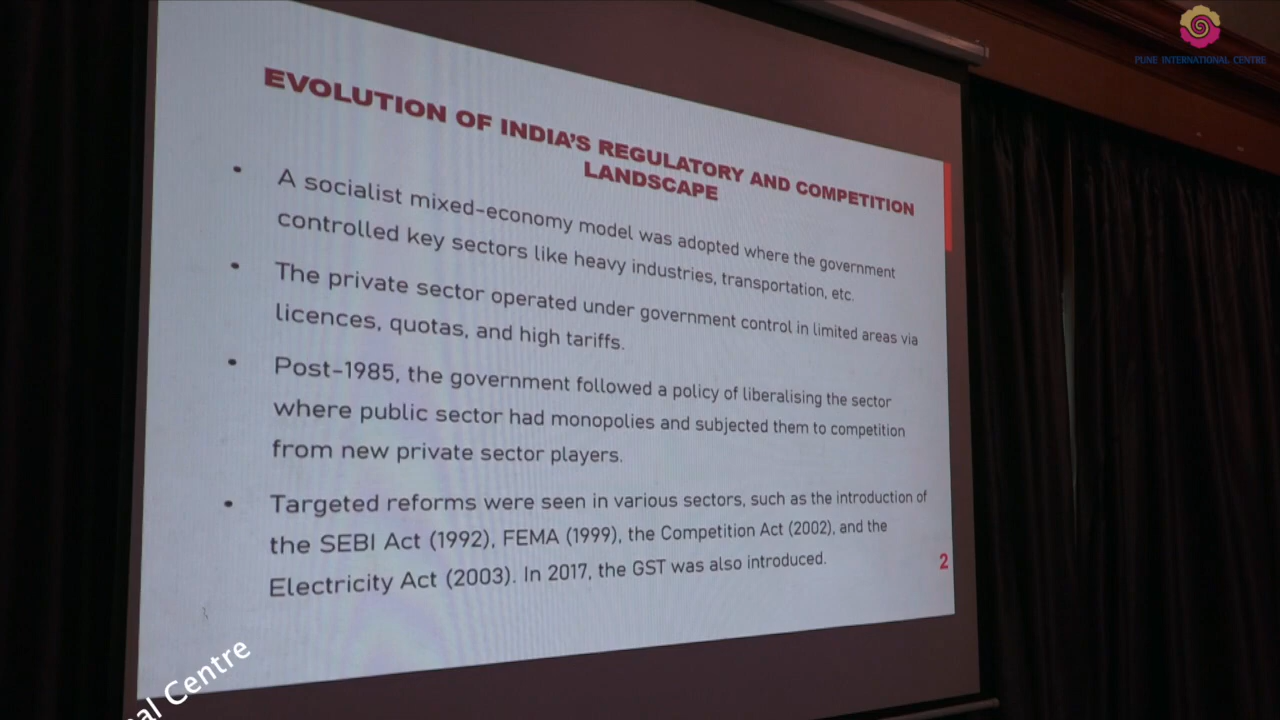 PUNE INTERNATIONAL CENTRE
EVOLUTION OF INDIA'S REGULATORY AND COMPETITION
LANDSCAPE
• A socialist mixed-economy model was adopted where the government
controlled key sectors like heavy industries, transportation, etc.
• The private sector operated under government control in limited areas via
licences, quotas, and high tariffs.
• Post-1985, the government followed a policy of liberalising the sector
where public sector had monopolies and subjected them to competition
from new private sector players.
• Targeted reforms were seen in various sectors, such as the introduction of
the SEBI Act (1992), FEMA (1999), the Competition Act (2002), and the
Electricity Act (2003). In 2017, the GST was also introduced.
2
al Centre